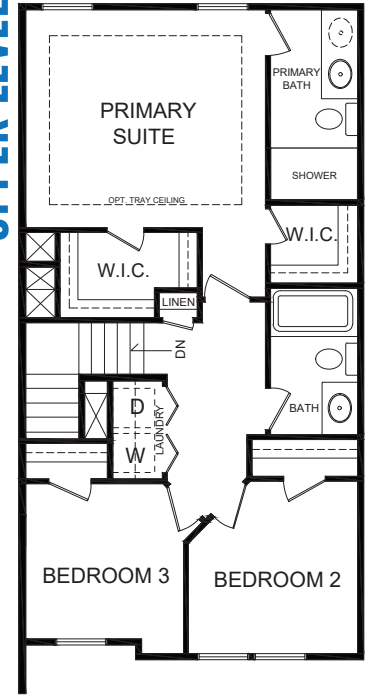 UPPER LEVEL
PRIMARY
SUITE
OPT. TRAY CEILING
PRIMARY
BATH
SHOWER
W.I.C.
W.I.C.
LINEN
DN
D
W
LAUNDRY
BATH
BEDROOM 3
BEDROOM 2